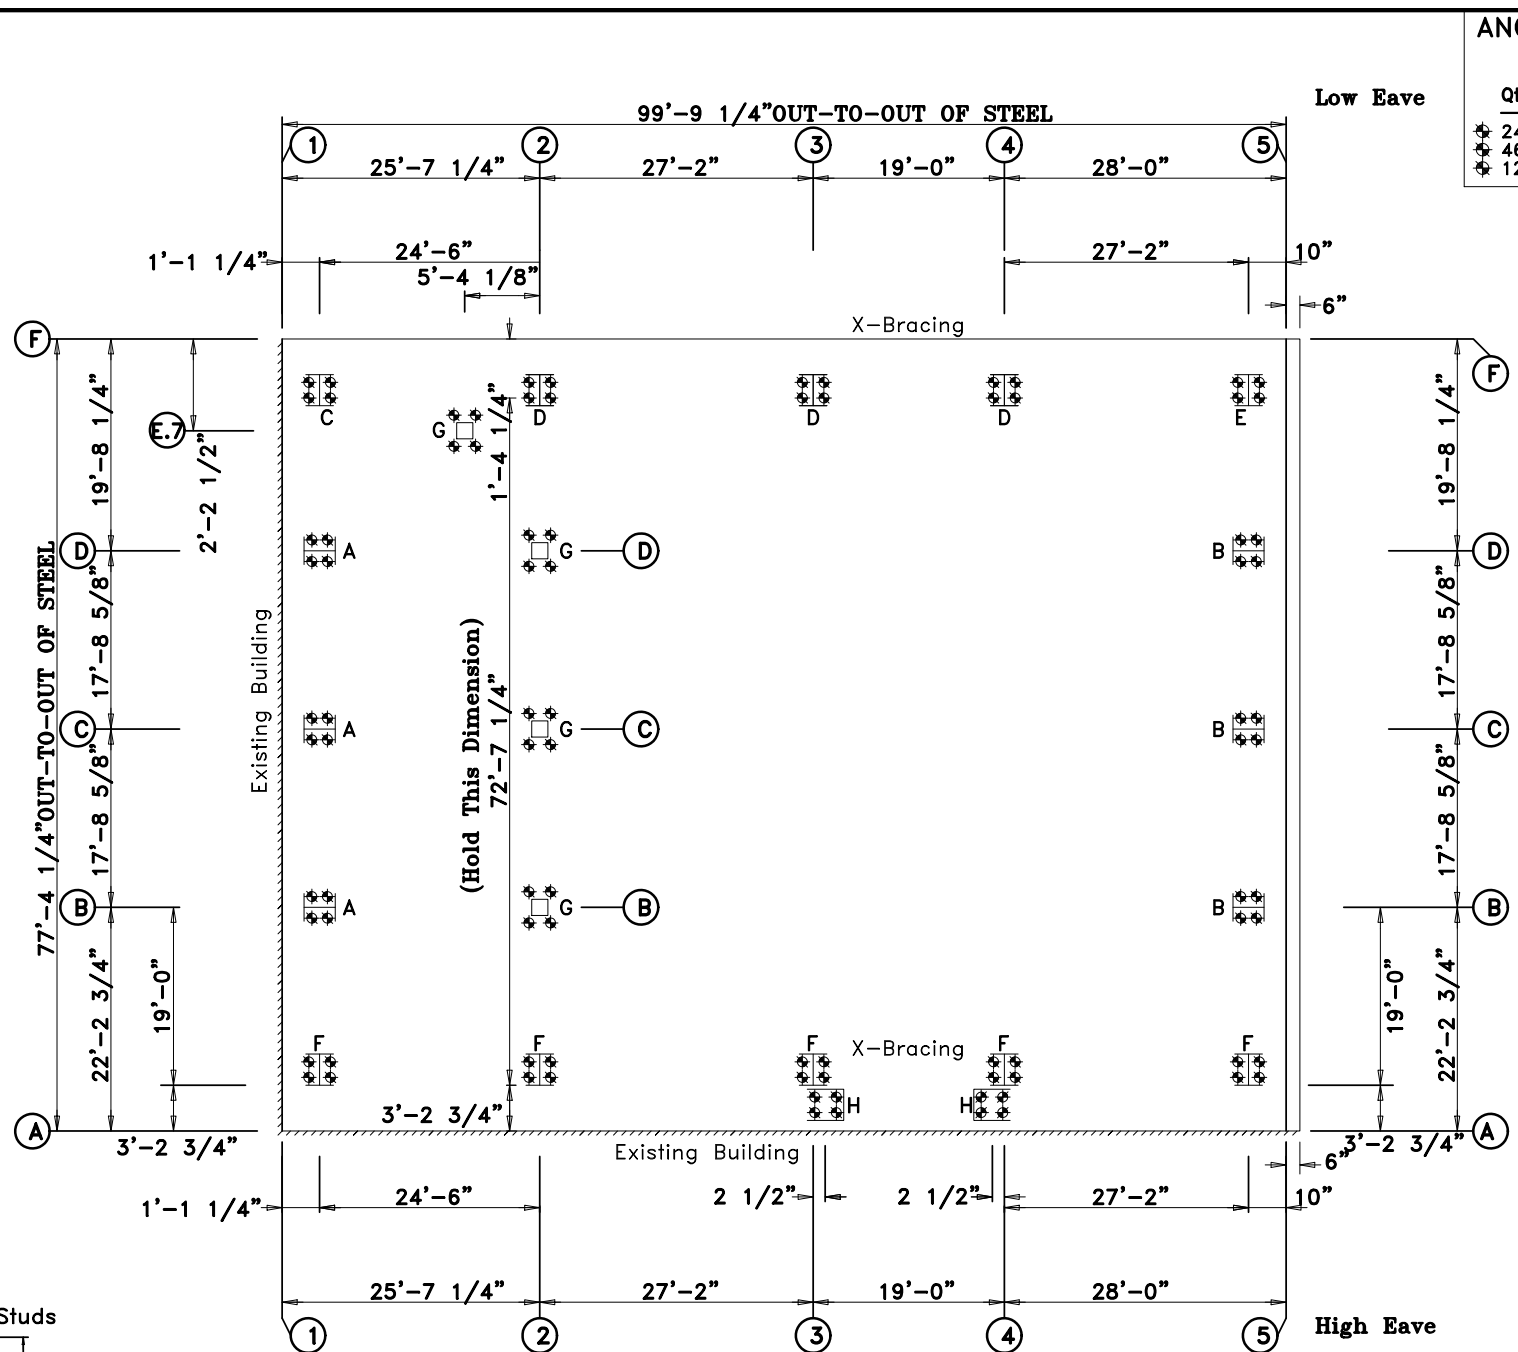 ANC
Low Eave
Qt
24
46
12
99'-9 1/4"OUT-TO-OUT OF STEEL
1 2 3 4 5
25'-7 1/4" 27'-2" 19'-0" 28'-0"
1'-1 1/4" 24'-6" 27'-2" 10"
5'-4 1/8"
6"
X-Bracing
F
F
19'-8 1/4"
19'-8 1/4"
E.7
2'-2 1/2"
C D D D E
G
1'-4 1/4"
D A G D B D
77'-4 1/4"OUT-TO-OUT OF STEEL
17'-8 5/8"
17'-8 5/8"
Existing Building
(Hold This Dimension)
72'-7 1/4"
C A G C B C
17'-8 5/8"
17'-8 5/8"
B A G B B B
22'-2 3/4"
19'-0"
19'-0"
22'-2 3/4"
F F F X-Bracing F F
H H
3'-2 3/4"
A
A
3'-2 3/4"
Existing Building
6"
3'-2 3/4"
1'-1 1/4" 24'-6" 2 1/2" 2 1/2" 27'-2" 10"
25'-7 1/4" 27'-2" 19'-0" 28'-0"
Studs
1 2 3 4 5
High Eave